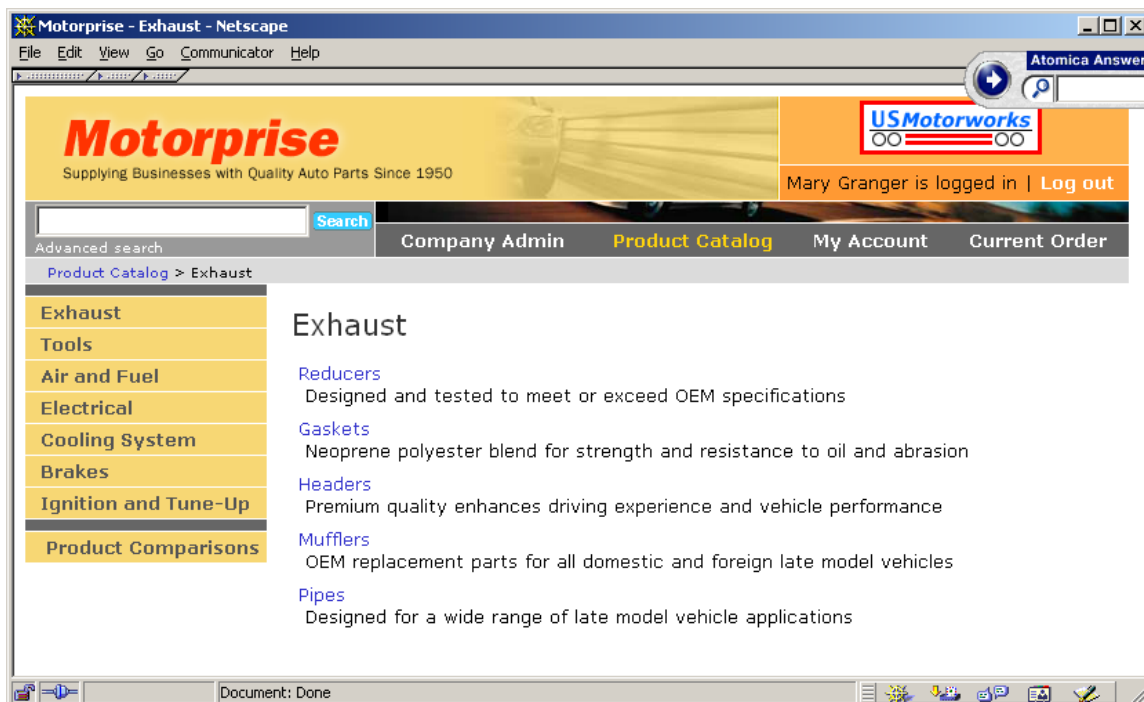 Motorprise - Exhaust - Netscape
File Edit View Go Communicator Help
Atomica Answer
Motorprise
Supplying Businesses with Quality Auto Parts Since 1950
USMotorworks
Mary Granger is logged in | Log out
Search
Advanced search
Company Admin Product Catalog My Account Current Order
Product Catalog > Exhaust
Exhaust
Tools
Air and Fuel
Electrical
Cooling System
Brakes
Ignition and Tune-Up
Product Comparisons
Exhaust
Reducers
Designed and tested to meet or exceed OEM specifications
Gaskets
Neoprene polyester blend for strength and resistance to oil and abrasion
Headers
Premium quality enhances driving experience and vehicle performance
Mufflers
OEM replacement parts for all domestic and foreign late model vehicles
Pipes
Designed for a wide range of late model vehicle applications
Document: Done